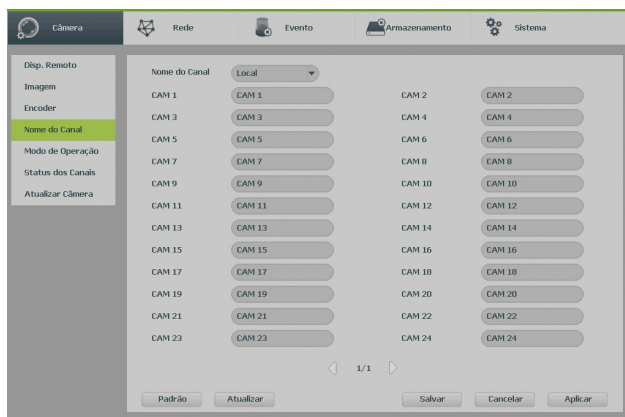 Câmera Rede Evento Armazenamento Sistema
Disp. Remoto
Imagem
Encoder
Nome do Canal
Modo de Operação
Status dos Canais
Atualizar Câmera
Nome do Canal Local
CAM 1 CAM 1 CAM 2 CAM 2
CAM 3 CAM 3 CAM 4 CAM 4
CAM 5 CAM 5 CAM 6 CAM 6
CAM 7 CAM 7 CAM 8 CAM 8
CAM 9 CAM 9 CAM 10 CAM 10
CAM 11 CAM 11 CAM 12 CAM 12
CAM 13 CAM 13 CAM 14 CAM 14
CAM 15 CAM 15 CAM 16 CAM 16
CAM 17 CAM 17 CAM 18 CAM 18
CAM 19 CAM 19 CAM 20 CAM 20
CAM 21 CAM 21 CAM 22 CAM 22
CAM 23 CAM 23 CAM 24 CAM 24
1/1
Padrão Atualizar Salvar Cancelar Aplicar